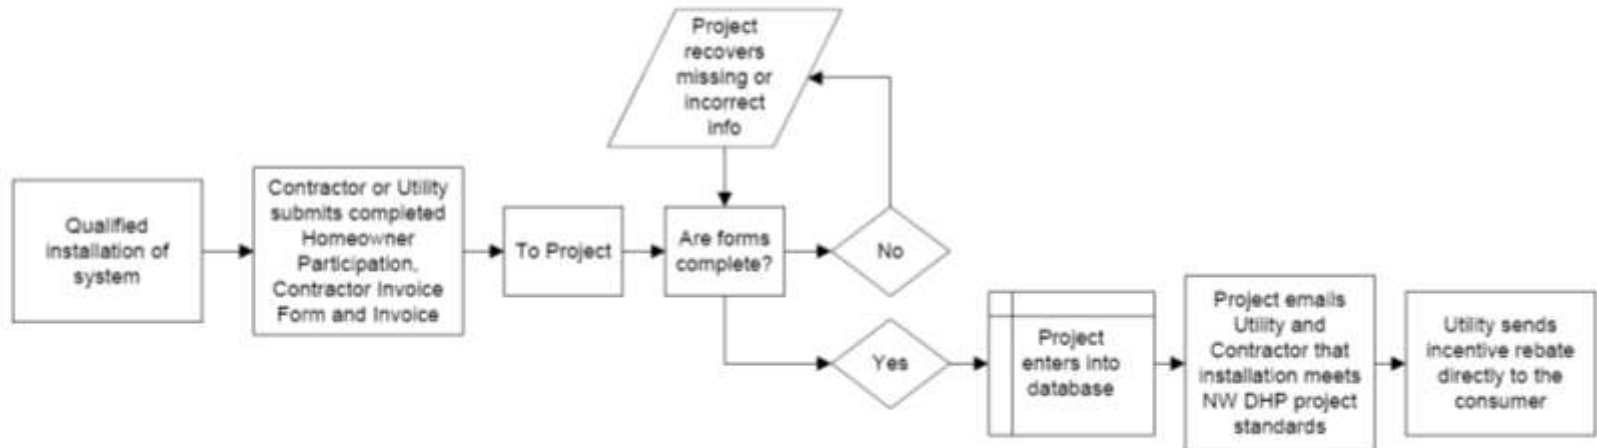 Project
recovers
missing or
incorrect
info
Qualified
installation of
system
Contractor or Utility
submits completed
Homeowner
Participation,
Contractor Invoice
Form and Invoice
To Project
Are forms
complete?
No
Yes
Project
enters into
database
Project emails
Utility and
Contractor that
installation meets
NW DHP project
standards
Utility sends
incentive rebate
directly to the
consumer